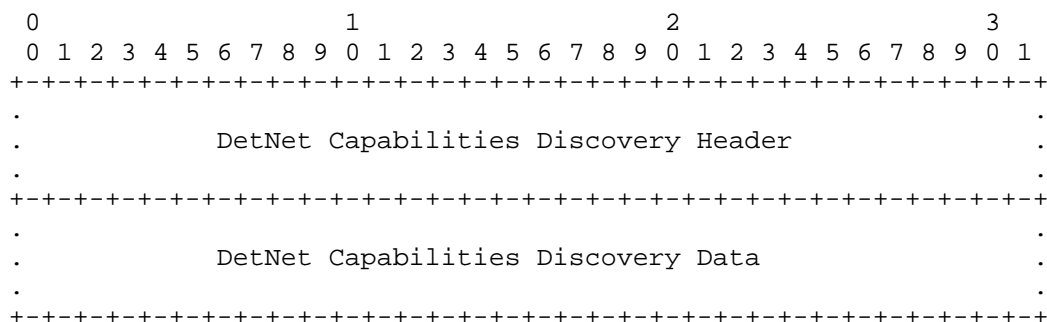 0                   1                   2                   3
 0 1 2 3 4 5 6 7 8 9 0 1 2 3 4 5 6 7 8 9 0 1 2 3 4 5 6 7 8 9 0 1
+-+-+-+-+-+-+-+-+-+-+-+-+-+-+-+-+-+-+-+-+-+-+-+-+-+-+-+-+-+-+-+-+
.                                                               .
.            DetNet Capabilities Discovery Header               .
.                                                               .
+-+-+-+-+-+-+-+-+-+-+-+-+-+-+-+-+-+-+-+-+-+-+-+-+-+-+-+-+-+-+-+-+
.                                                               .
.            DetNet Capabilities Discovery Data                 .
.                                                               .
+-+-+-+-+-+-+-+-+-+-+-+-+-+-+-+-+-+-+-+-+-+-+-+-+-+-+-+-+-+-+-+-+